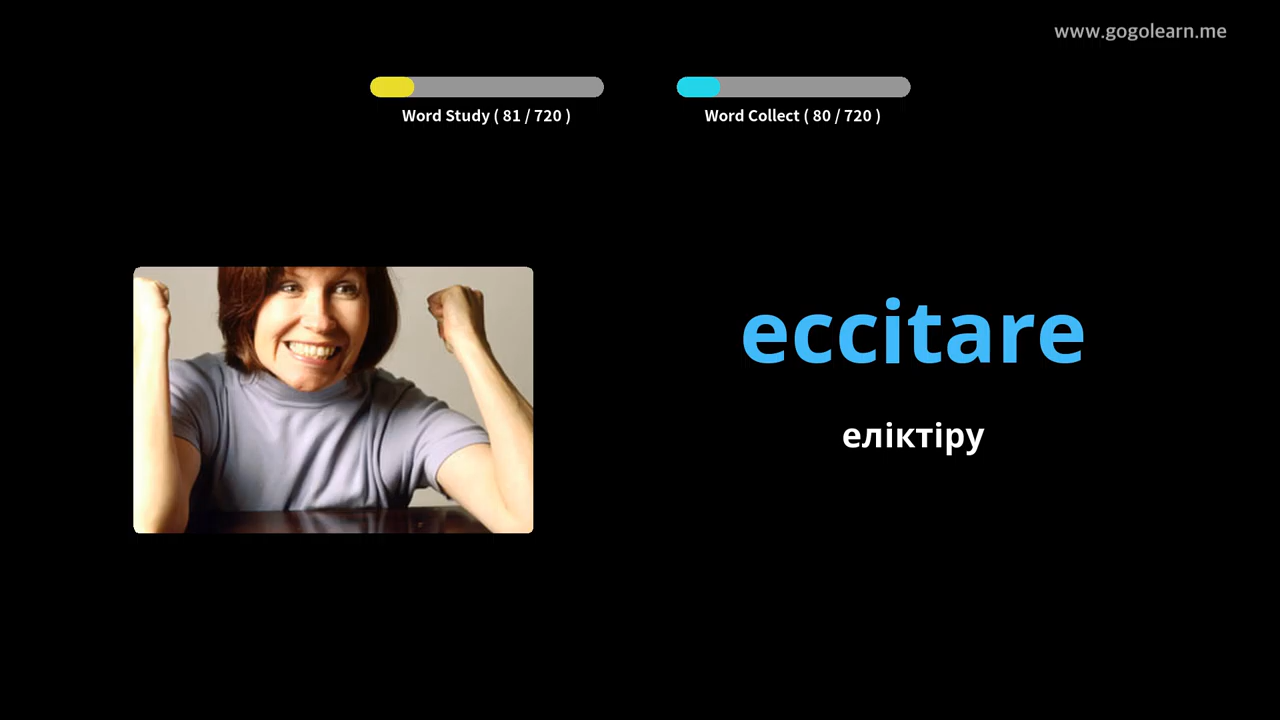 www.gogolearn.me
Word Study ( 81 / 720 )
Word Collect ( 80 / 720 )
eccitare
еліктіру